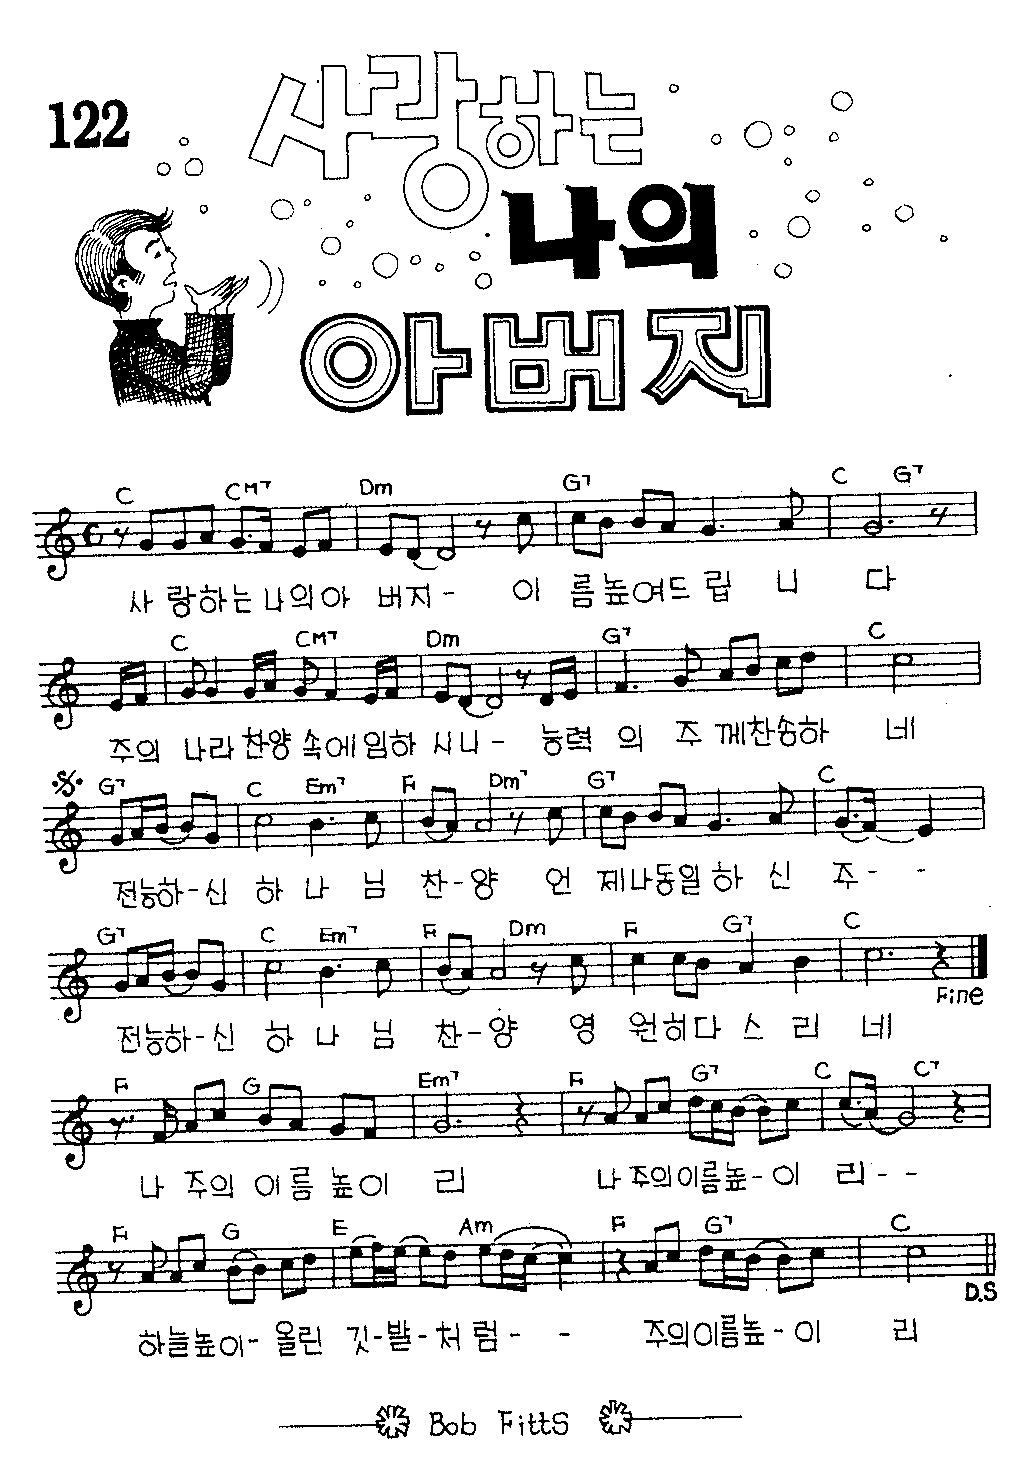 122
사랑하는
나의
아버지
C CM7 Dm G7 C G7
사 랑하는나의아 버지- 이 름높여드 립 니 다
C CM7 Dm G7 C
주의 나라 찬양 속에임하 시니- 능력 의 주 께찬송하 네
G7 C Em7 F Dm7 G7 C
전능하-신 하 나 님 찬-양 언 제나동일하 신 주- -
G7 C Em7 F Dm F G7 C
Fine
전능하-신 하 나 님 찬-양 영 원히다 스 리 네
F G Em7 F G7 C C7
나 주의 이름 높이 리 나 주의이름높-이 리- -
F G E Am F G7 C
D.S
하늘높이- 올린 깃-발-처 럼- - 주의이름높-이 리
Bob Fitts